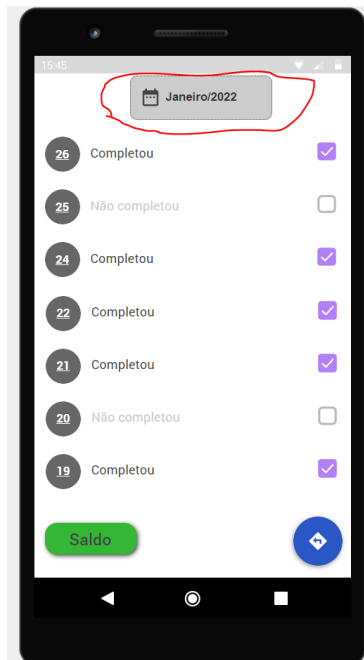 15:45
Janeiro/2022
26 Completou
25 Não completou
24 Completou
22 Completou
21 Completou
20 Não completou
19 Completou
Saldo